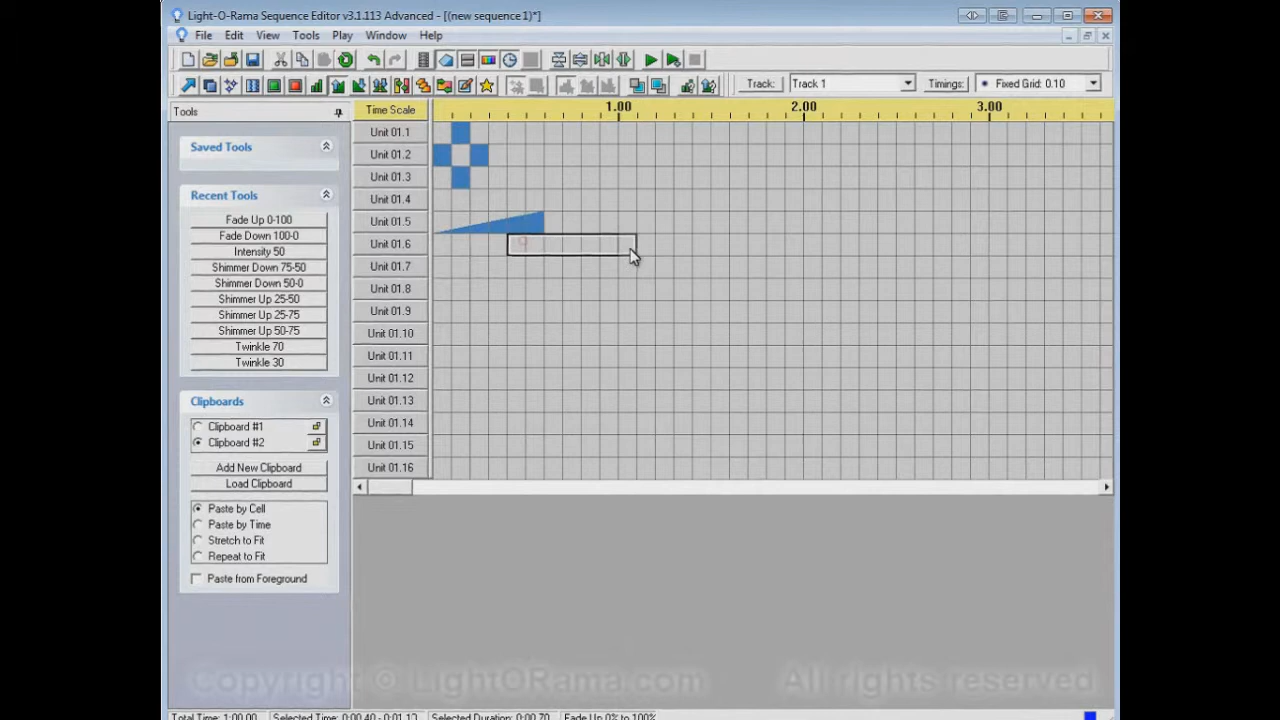 Light-O-Rama Sequence Editor v3.1.113 Advanced - [(new sequence 1)*]
File Edit View Tools Play Window Help
Track: Track 1 Timings: Fixed Grid: 0.10
Tools
Time Scale 1.00 2.00 3.00
Saved Tools
Recent Tools
Fade Up 0-100
Fade Down 100-0
Intensity 50
Shimmer Down 75-50
Shimmer Down 50-0
Shimmer Up 25-50
Shimmer Up 25-75
Shimmer Up 50-75
Twinkle 70
Twinkle 30
Clipboards
Clipboard #1
Clipboard #2
Add New Clipboard
Load Clipboard
Paste by Cell
Paste by Time
Stretch to Fit
Repeat to Fit
Paste from Foreground
Unit 01.1
Unit 01.2
Unit 01.3
Unit 01.4
Unit 01.5
Unit 01.6
Unit 01.7
Unit 01.8
Unit 01.9
Unit 01.10
Unit 01.11
Unit 01.12
Unit 01.13
Unit 01.14
Unit 01.15
Unit 01.16
Copyright © LightORama.com All rights reserved
Total Time: 1:00.00 Selected Time: 0:00.40 - 0:01.10 Selected Duration: 0:00.70 Fade Up 0% to 100%